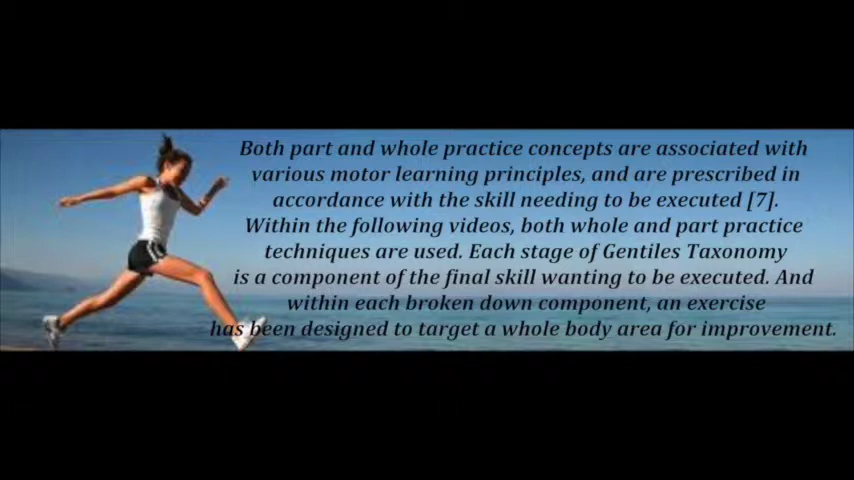 Both part and whole practice concepts are associated with
various motor learning principles, and are prescribed in
accordance with the skill needing to be executed [7].
Within the following videos, both whole and part practice
techniques are used. Each stage of Gentiles Taxonomy
is a component of the final skill wanting to be executed. And
within each broken down component, an exercise
has been designed to target a whole body area for improvement.